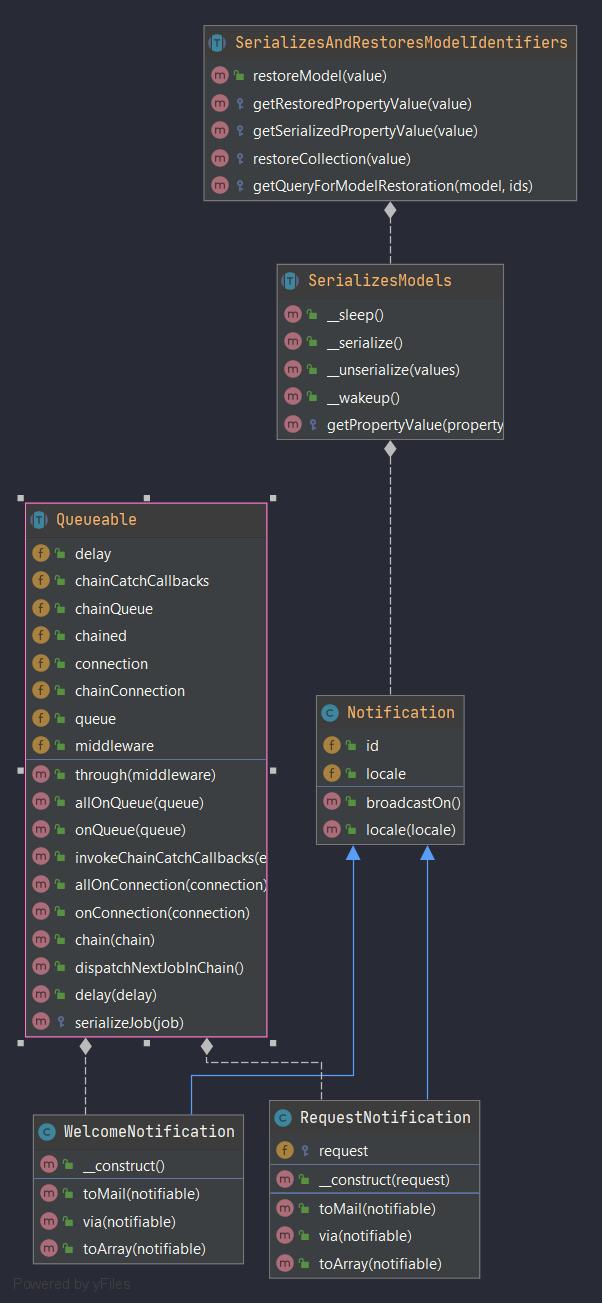 SerializesAndRestoresModelIdentifiers
restoreModel(value)
getRestoredPropertyValue(value)
getSerializedPropertyValue(value)
restoreCollection(value)
getQueryForModelRestoration(model, ids)
SerializesModels
__sleep()
__serialize()
__unserialize(values)
__wakeup()
getPropertyValue(property
Queueable
delay
chainCatchCallbacks
chainQueue
chained
connection
chainConnection
queue
middleware
through(middleware)
allOnQueue(queue)
onQueue(queue)
invokeChainCatchCallbacks(e
allOnConnection(connection)
onConnection(connection)
chain(chain)
dispatchNextJobInChain()
delay(delay)
serializeJob(job)
Notification
id
locale
broadcastOn()
locale(locale)
WelcomeNotification
__construct()
toMail(notifiable)
via(notifiable)
toArray(notifiable)
RequestNotification
request
__construct(request)
toMail(notifiable)
via(notifiable)
toArray(notifiable)
Powered by yFiles